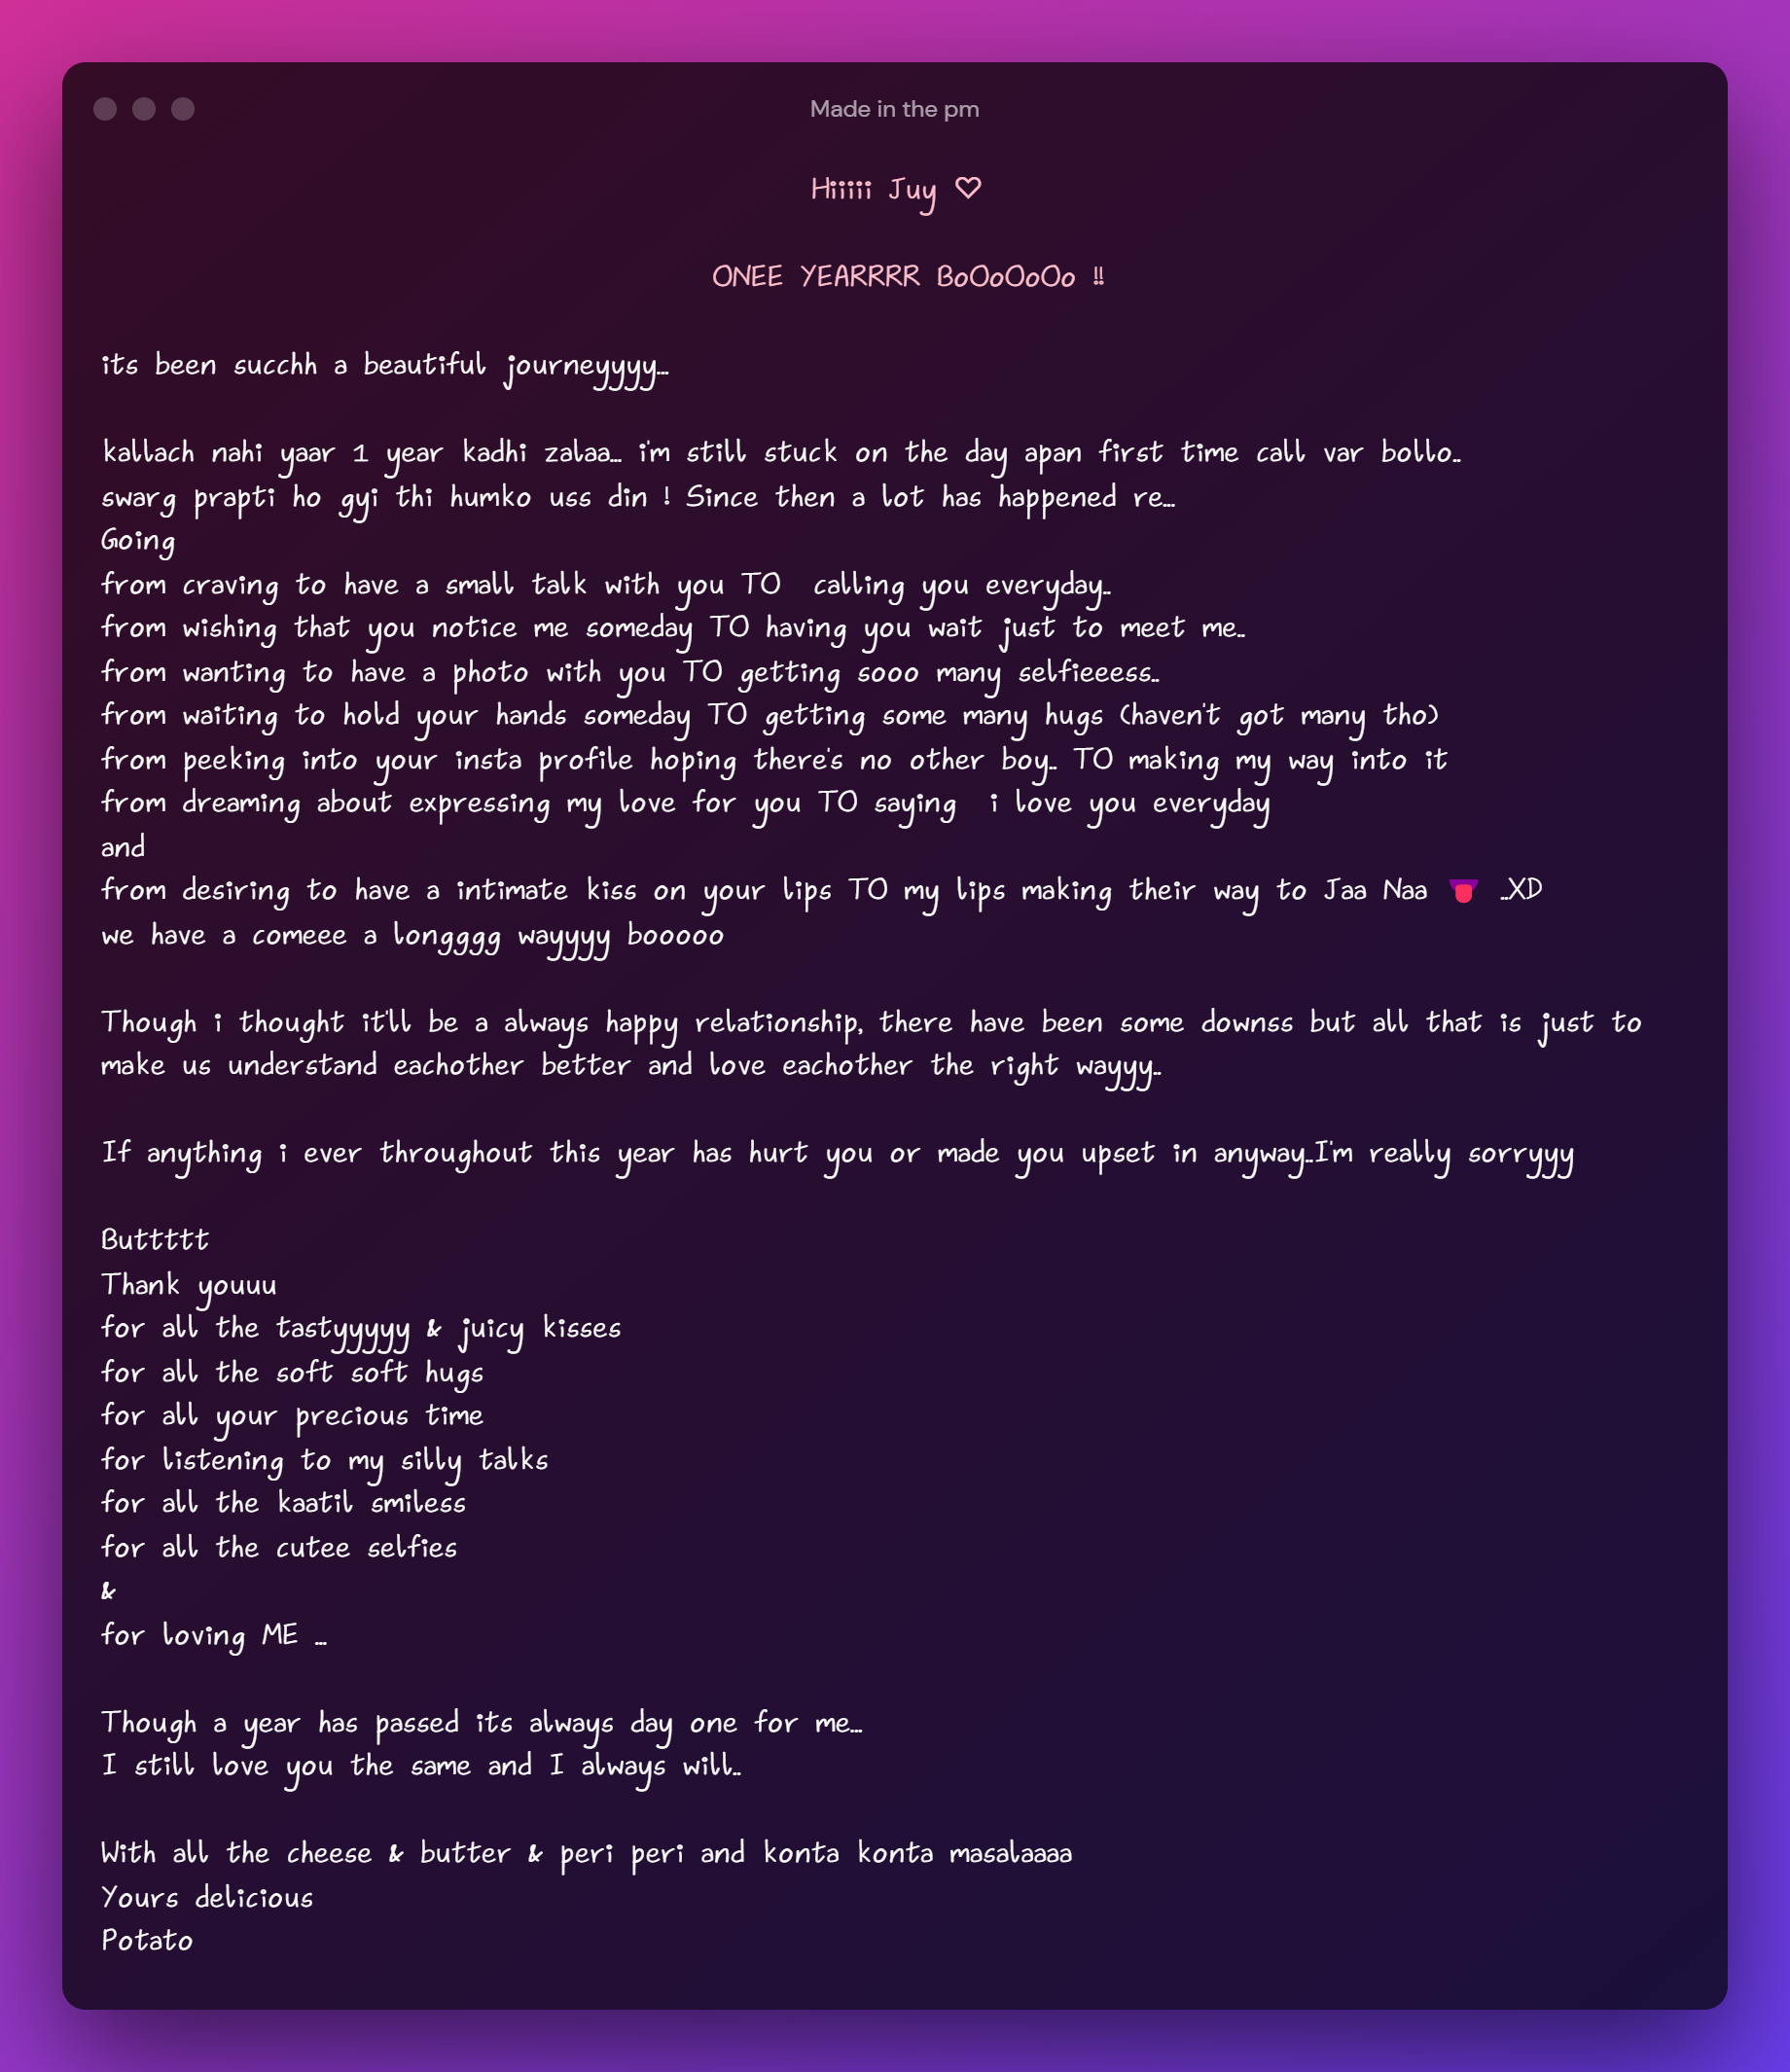 Made in the pm
Hiiiii Juy ♡
ONEE YEARRRR BoOoOoOo !!
its been succhh a beautiful journeyyyy...
kallach nahi yaar 1 year kadhi zalaa... i'm still stuck on the day apan first time call var bollo..
swarg prapti ho gyi thi humko uss din ! Since then a lot has happened re...
Going
from craving to have a small talk with you TO  calling you everyday..
from wishing that you notice me someday TO having you wait just to meet me..
from wanting to have a photo with you TO getting sooo many selfieeess..
from waiting to hold your hands someday TO getting some many hugs (haven't got many tho)
from peeking into your insta profile hoping there's no other boy.. TO making my way into it
from dreaming about expressing my love for you TO saying  i love you everyday
and
from desiring to have a intimate kiss on your lips TO my lips making their way to Jaa Naa 👅 ..XD
we have a comeee a longggg wayyyy booooo
Though i thought it'll be a always happy relationship, there have been some downss but all that is just to
make us understand eachother better and love eachother the right wayyy..
If anything i ever throughout this year has hurt you or made you upset in anyway..I'm really sorryyy
Buttttt
Thank youuu
for all the tastyyyyy & juicy kisses
for all the soft soft hugs
for all your precious time
for listening to my silly talks
for all the kaatil smiless
for all the cutee selfies
&
for loving ME ...
Though a year has passed its always day one for me...
I still love you the same and I always will..
With all the cheese & butter & peri peri and konta konta masalaaaa
Yours delicious
Potato